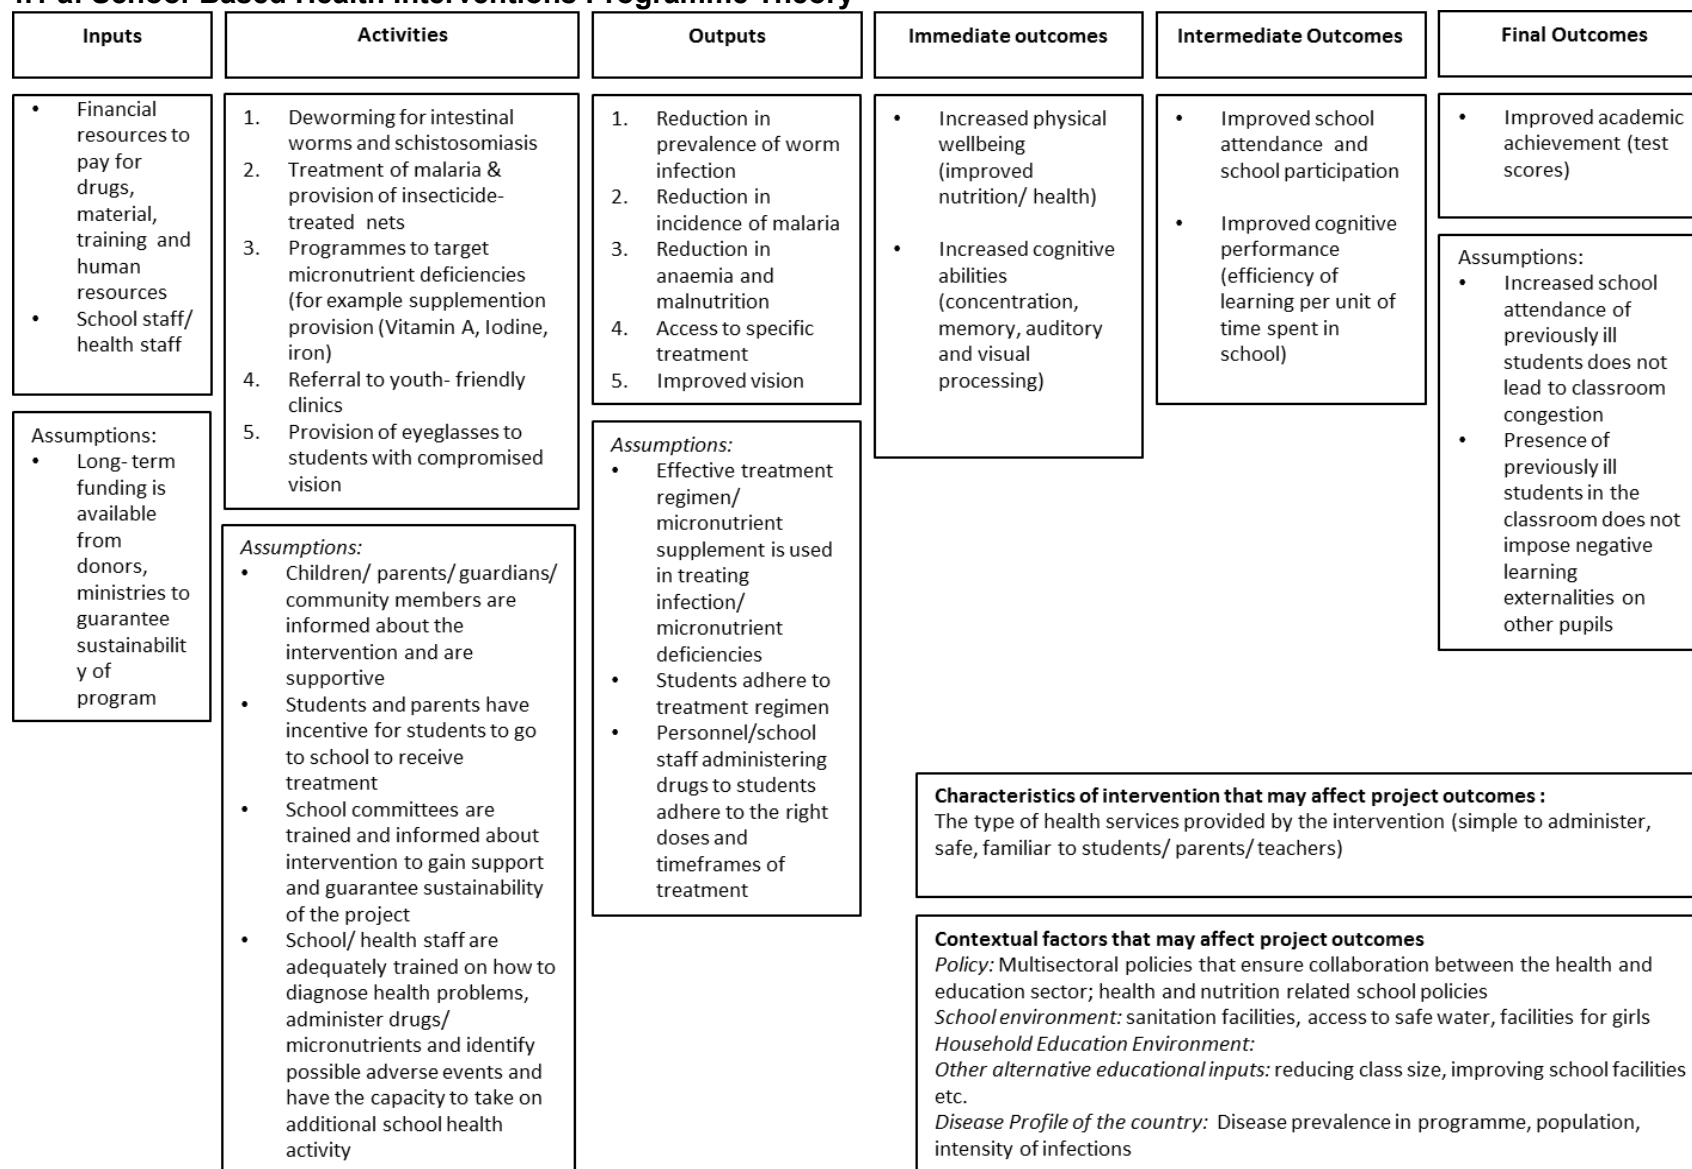 4.1 a. School Based Health Interventions Programme Theory
Inputs
Activities
Outputs
Immediate outcomes
Intermediate Outcomes
Final Outcomes
• Financial
resources to
pay for
drugs,
material,
training and
human
resources
• School staff/
health staff
Assumptions:
• Long- term
funding is
available
from
donors,
ministries to
guarantee
sustainabilit
y of
program
1. Deworming for intestinal
worms and schistosomiasis
2. Treatment of malaria &
provision of insecticide-
treated nets
3. Programmes to target
micronutrient deficiencies
(for example supplemention
provision (Vitamin A, Iodine,
iron)
4. Referral to youth- friendly
clinics
5. Provision of eyeglasses to
students with compromised
vision
Assumptions:
• Children/ parents/ guardians/
community members are
informed about the
intervention and are
supportive
• Students and parents have
incentive for students to go
to school to receive
treatment
• School committees are
trained and informed about
intervention to gain support
and guarantee sustainability
of the project
• School/ health staff are
adequately trained on how to
diagnose health problems,
administer drugs/
micronutrients and identify
possible adverse events and
have the capacity to take on
additional school health
activity
1. Reduction in
prevalence of worm
infection
2. Reduction in
incidence of malaria
3. Reduction in
anaemia and
malnutrition
4. Access to specific
treatment
5. Improved vision
Assumptions:
• Effective treatment
regimen/
micronutrient
supplement is used
in treating
infection/
micronutrient
deficiencies
• Students adhere to
treatment regimen
• Personnel/school
staff administering
drugs to students
adhere to the right
doses and
timeframes of
treatment
• Increased physical
wellbeing
(improved
nutrition/ health)
• Increased cognitive
abilities
(concentration,
memory, auditory
and visual
processing)
• Improved school
attendance and
school participation
• Improved cognitive
performance
(efficiency of
learning per unit of
time spent in
school)
• Improved academic
achievement (test
scores)
Assumptions:
• Increased school
attendance of
previously ill
students does not
lead to classroom
congestion
• Presence of
previously ill
students in the
classroom does not
impose negative
learning
externalities on
other pupils
Characteristics of intervention that may affect project outcomes :
The type of health services provided by the intervention (simple to administer,
safe, familiar to students/ parents/ teachers)
Contextual factors that may affect project outcomes
Policy: Multisectoral policies that ensure collaboration between the health and
education sector; health and nutrition related school policies
School environment: sanitation facilities, access to safe water, facilities for girls
Household Education Environment:
Other alternative educational inputs: reducing class size, improving school facilities
etc.
Disease Profile of the country: Disease prevalence in programme, population,
intensity of infections